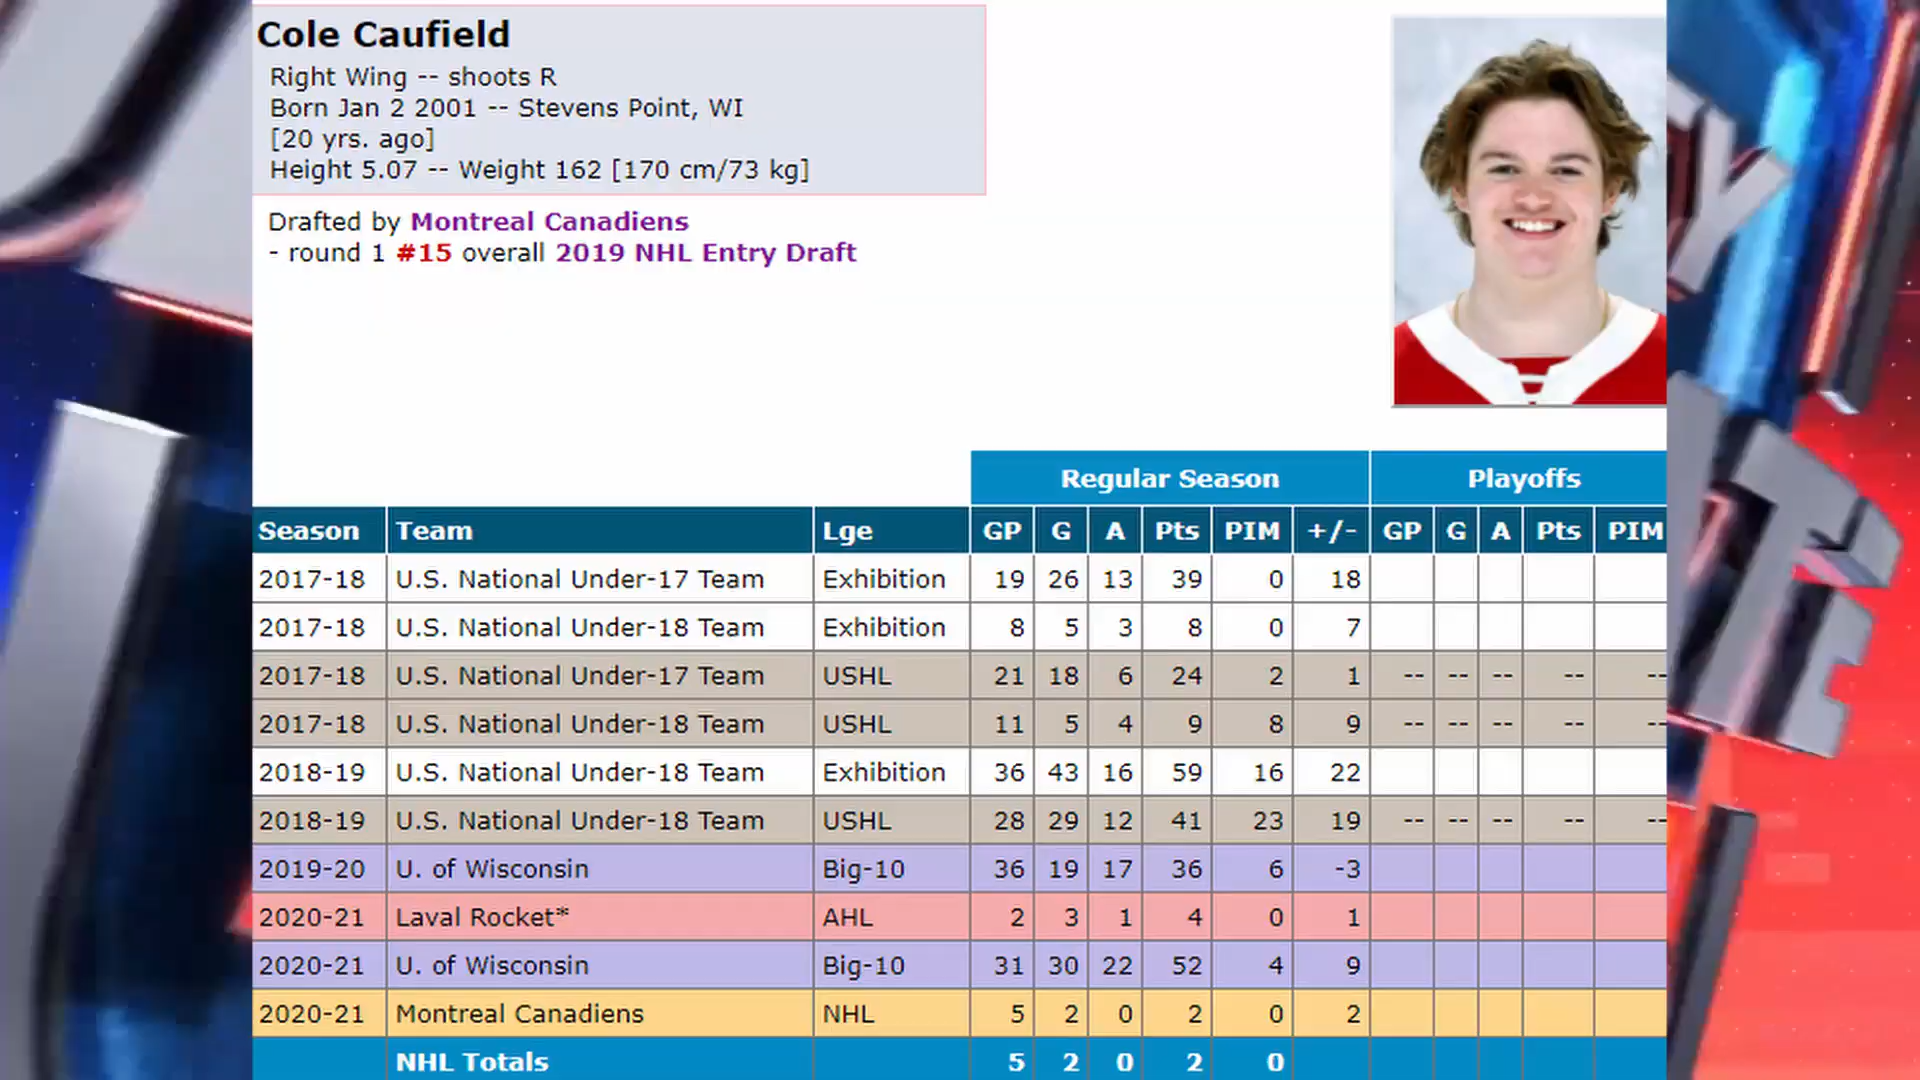 Cole Caufield
Right Wing -- shoots R
Born Jan 2 2001 -- Stevens Point, WI
[20 yrs. ago]
Height 5.07 -- Weight 162 [170 cm/73 kg]
Drafted by Montreal Canadiens
- round 1 #15 overall 2019 NHL Entry Draft
Regular Season Playoffs
Season Team Lge GP G A Pts PIM +/- GP G A Pts PIM
2017-18 U.S. National Under-17 Team Exhibition 19 26 13 39 0 18
2017-18 U.S. National Under-18 Team Exhibition 8 5 3 8 0 7
2017-18 U.S. National Under-17 Team USHL 21 18 6 24 2 1 -- -- -- -- --
2017-18 U.S. National Under-18 Team USHL 11 5 4 9 8 9 -- -- -- -- --
2018-19 U.S. National Under-18 Team Exhibition 36 43 16 59 16 22
2018-19 U.S. National Under-18 Team USHL 28 29 12 41 23 19 -- -- -- -- --
2019-20 U. of Wisconsin Big-10 36 19 17 36 6 -3
2020-21 Laval Rocket* AHL 2 3 1 4 0 1
2020-21 U. of Wisconsin Big-10 31 30 22 52 4 9
2020-21 Montreal Canadiens NHL 5 2 0 2 0 2
NHL Totals 5 2 0 2 0